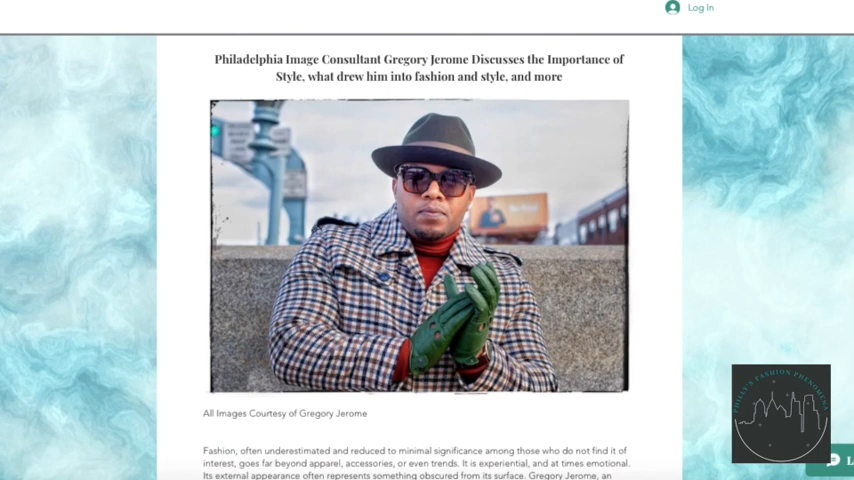 Log In
Philadelphia Image Consultant Gregory Jerome Discusses the Importance of
Style, what drew him into fashion and style, and more
All Images Courtesy of Gregory Jerome
Fashion, often underestimated and reduced to minimal significance among those who do not find it of
interest, goes far beyond apparel, accessories, or even trends. It is experiential, and at times emotional.
Its external appearance often represents something obscured from its surface. Gregory Jerome, an
PHILLY'S FASHION PHENOMENA
L